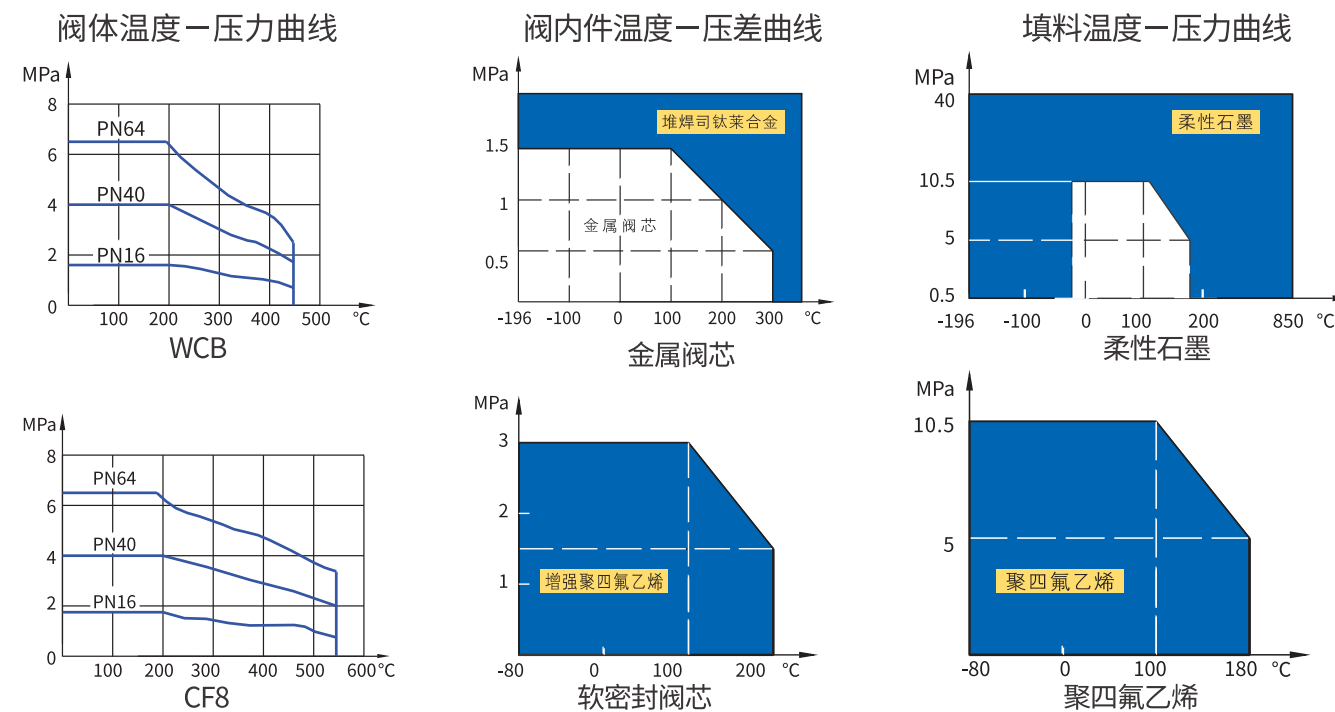 阀体温度－压力曲线
MPa
8
6
4
2
0
PN64
PN40
PN16
100 200 300 400 500 ℃
WCB
阀内件温度－压差曲线
MPa
1.5
1
0.5
堆焊司钛莱合金
金属阀芯
-196 -100 0 100 200 300 ℃
金属阀芯
填料温度－压力曲线
MPa
40
10.5
5
0.5
柔性石墨
-196 -100 0 100 200 850 ℃
柔性石墨
MPa
8
6
4
2
0
PN64
PN40
PN16
100 200 300 400 500 600℃
CF8
MPa
3
2
1
增强聚四氟乙烯
-80 0 100 200 ℃
软密封阀芯
MPa
10.5
5
聚四氟乙烯
-80 0 100 180 ℃
聚四氟乙烯